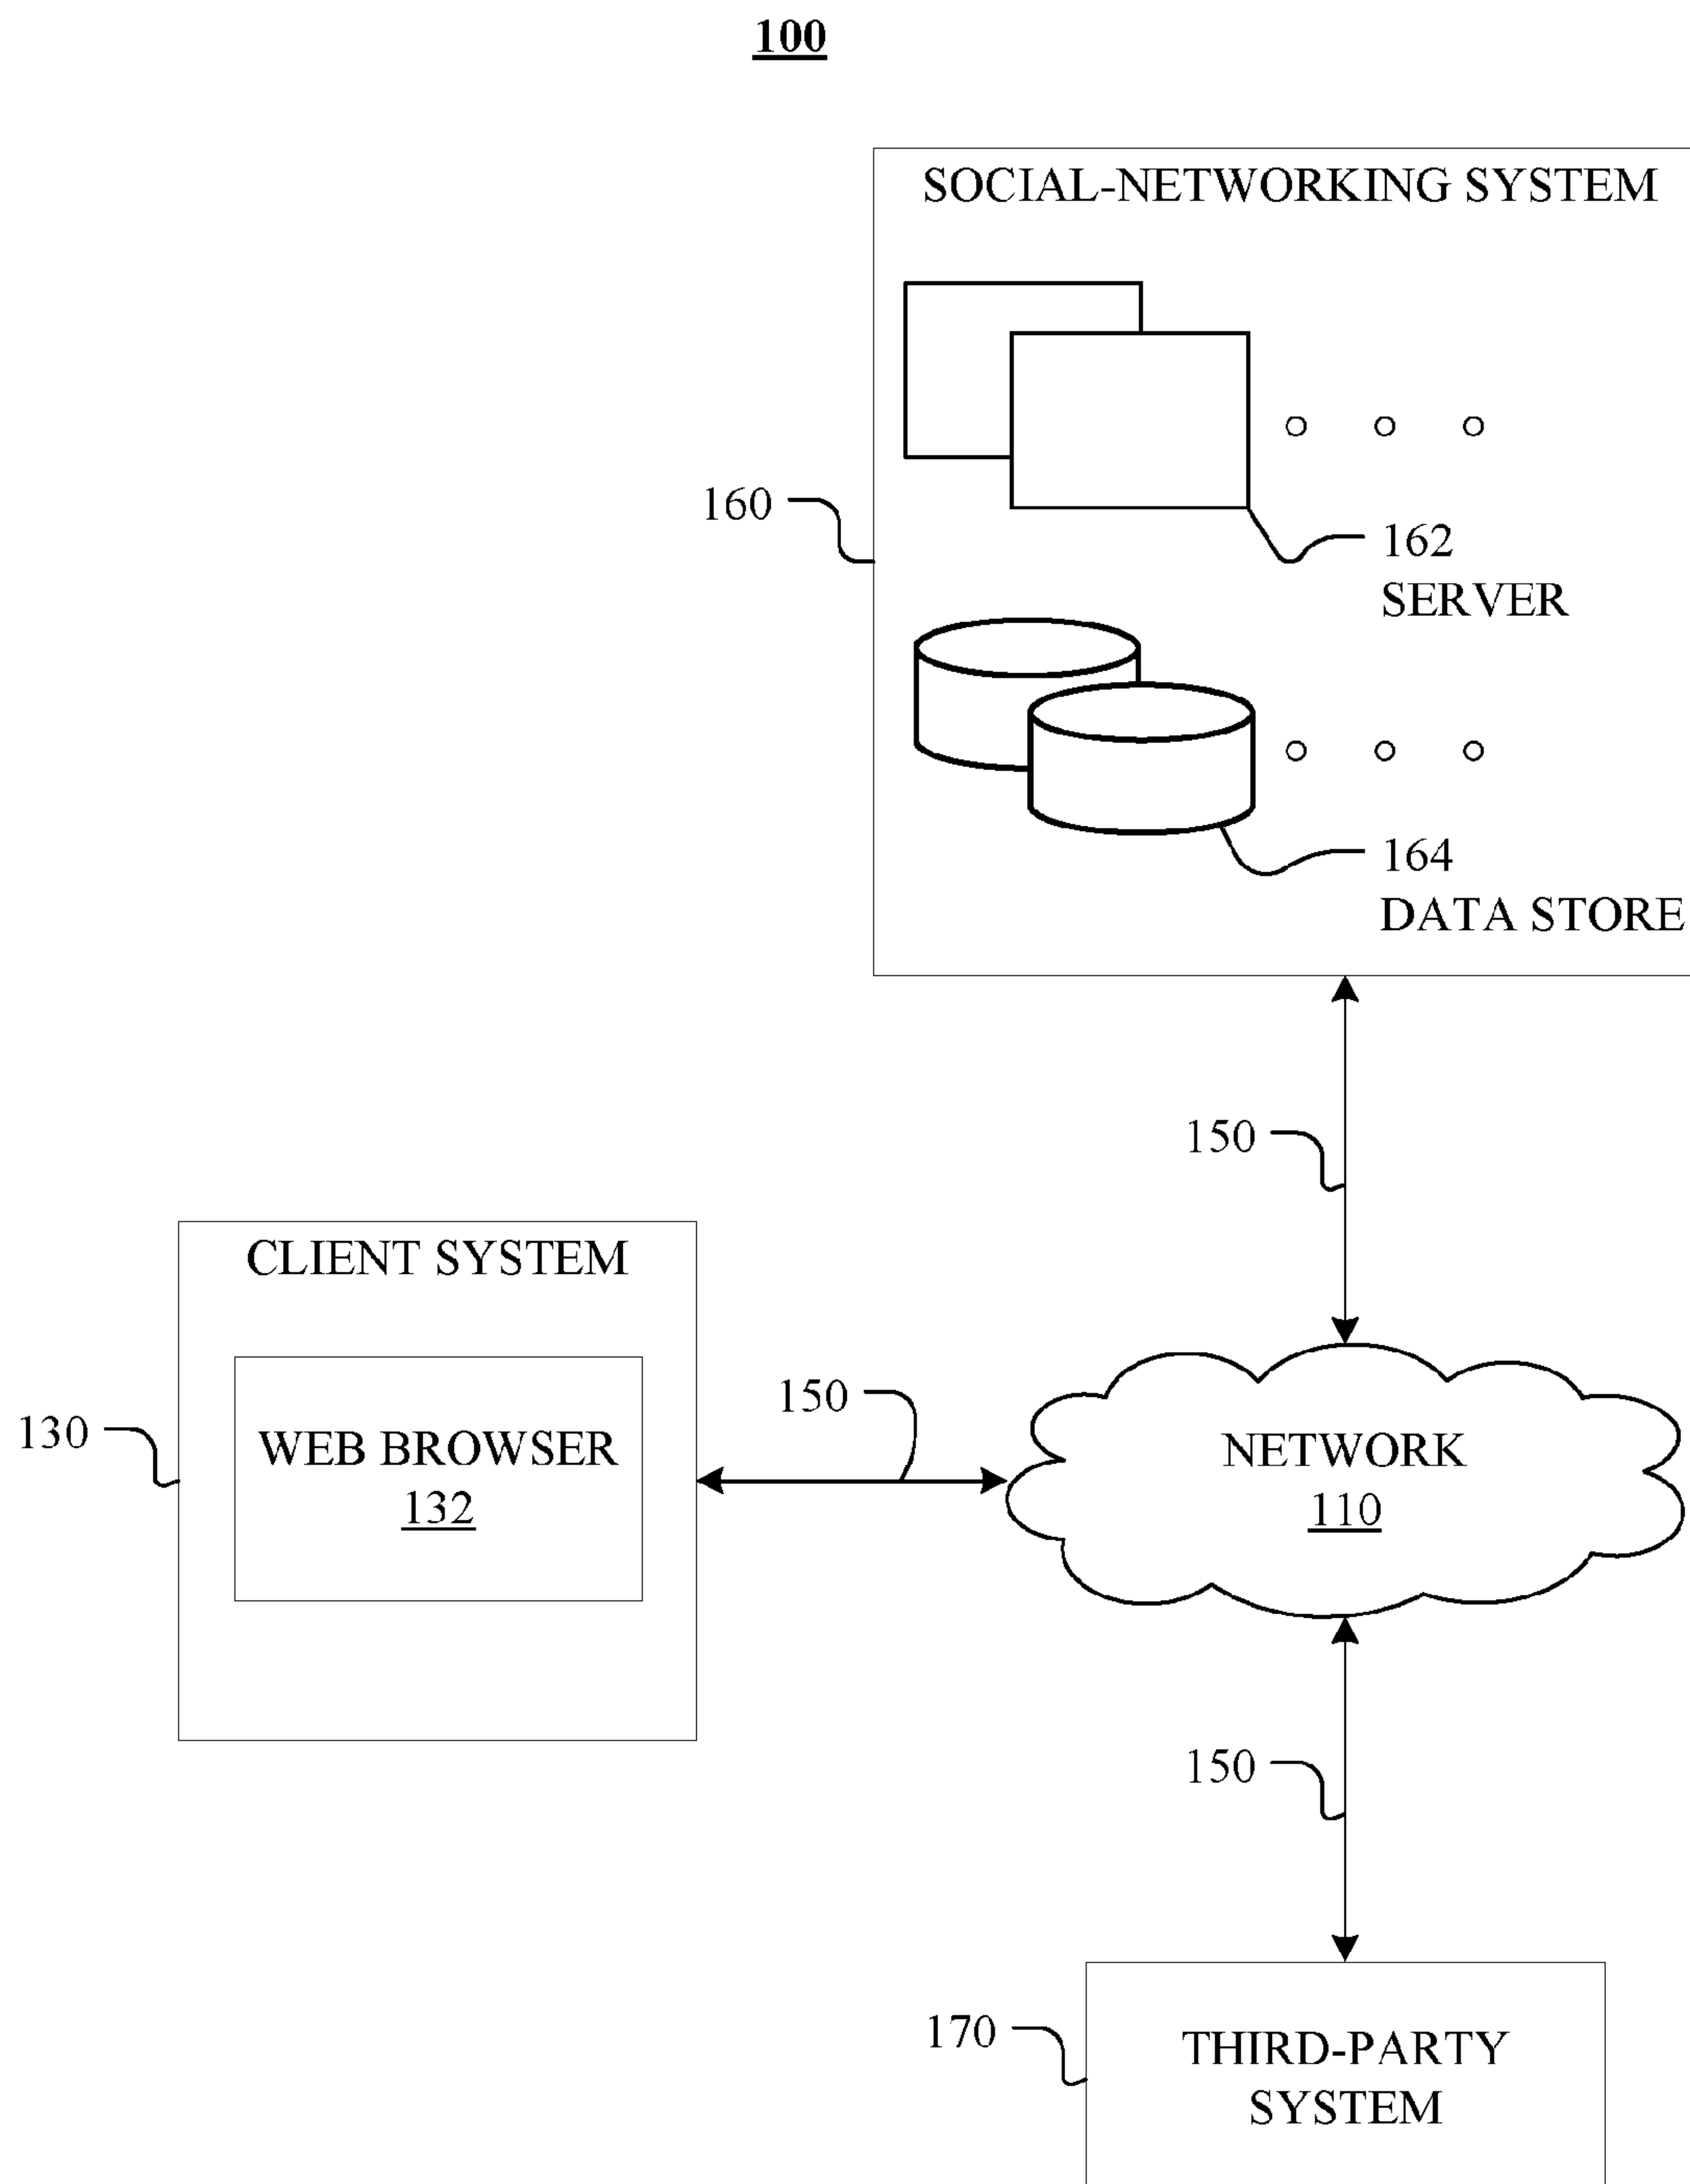 100
SOCIAL-NETWORKING SYSTEM
160
162
SERVER
164
DATA STORE
150
CLIENT SYSTEM
130
WEB BROWSER
132
150
NETWORK
110
150
170
THIRD-PARTY
SYSTEM